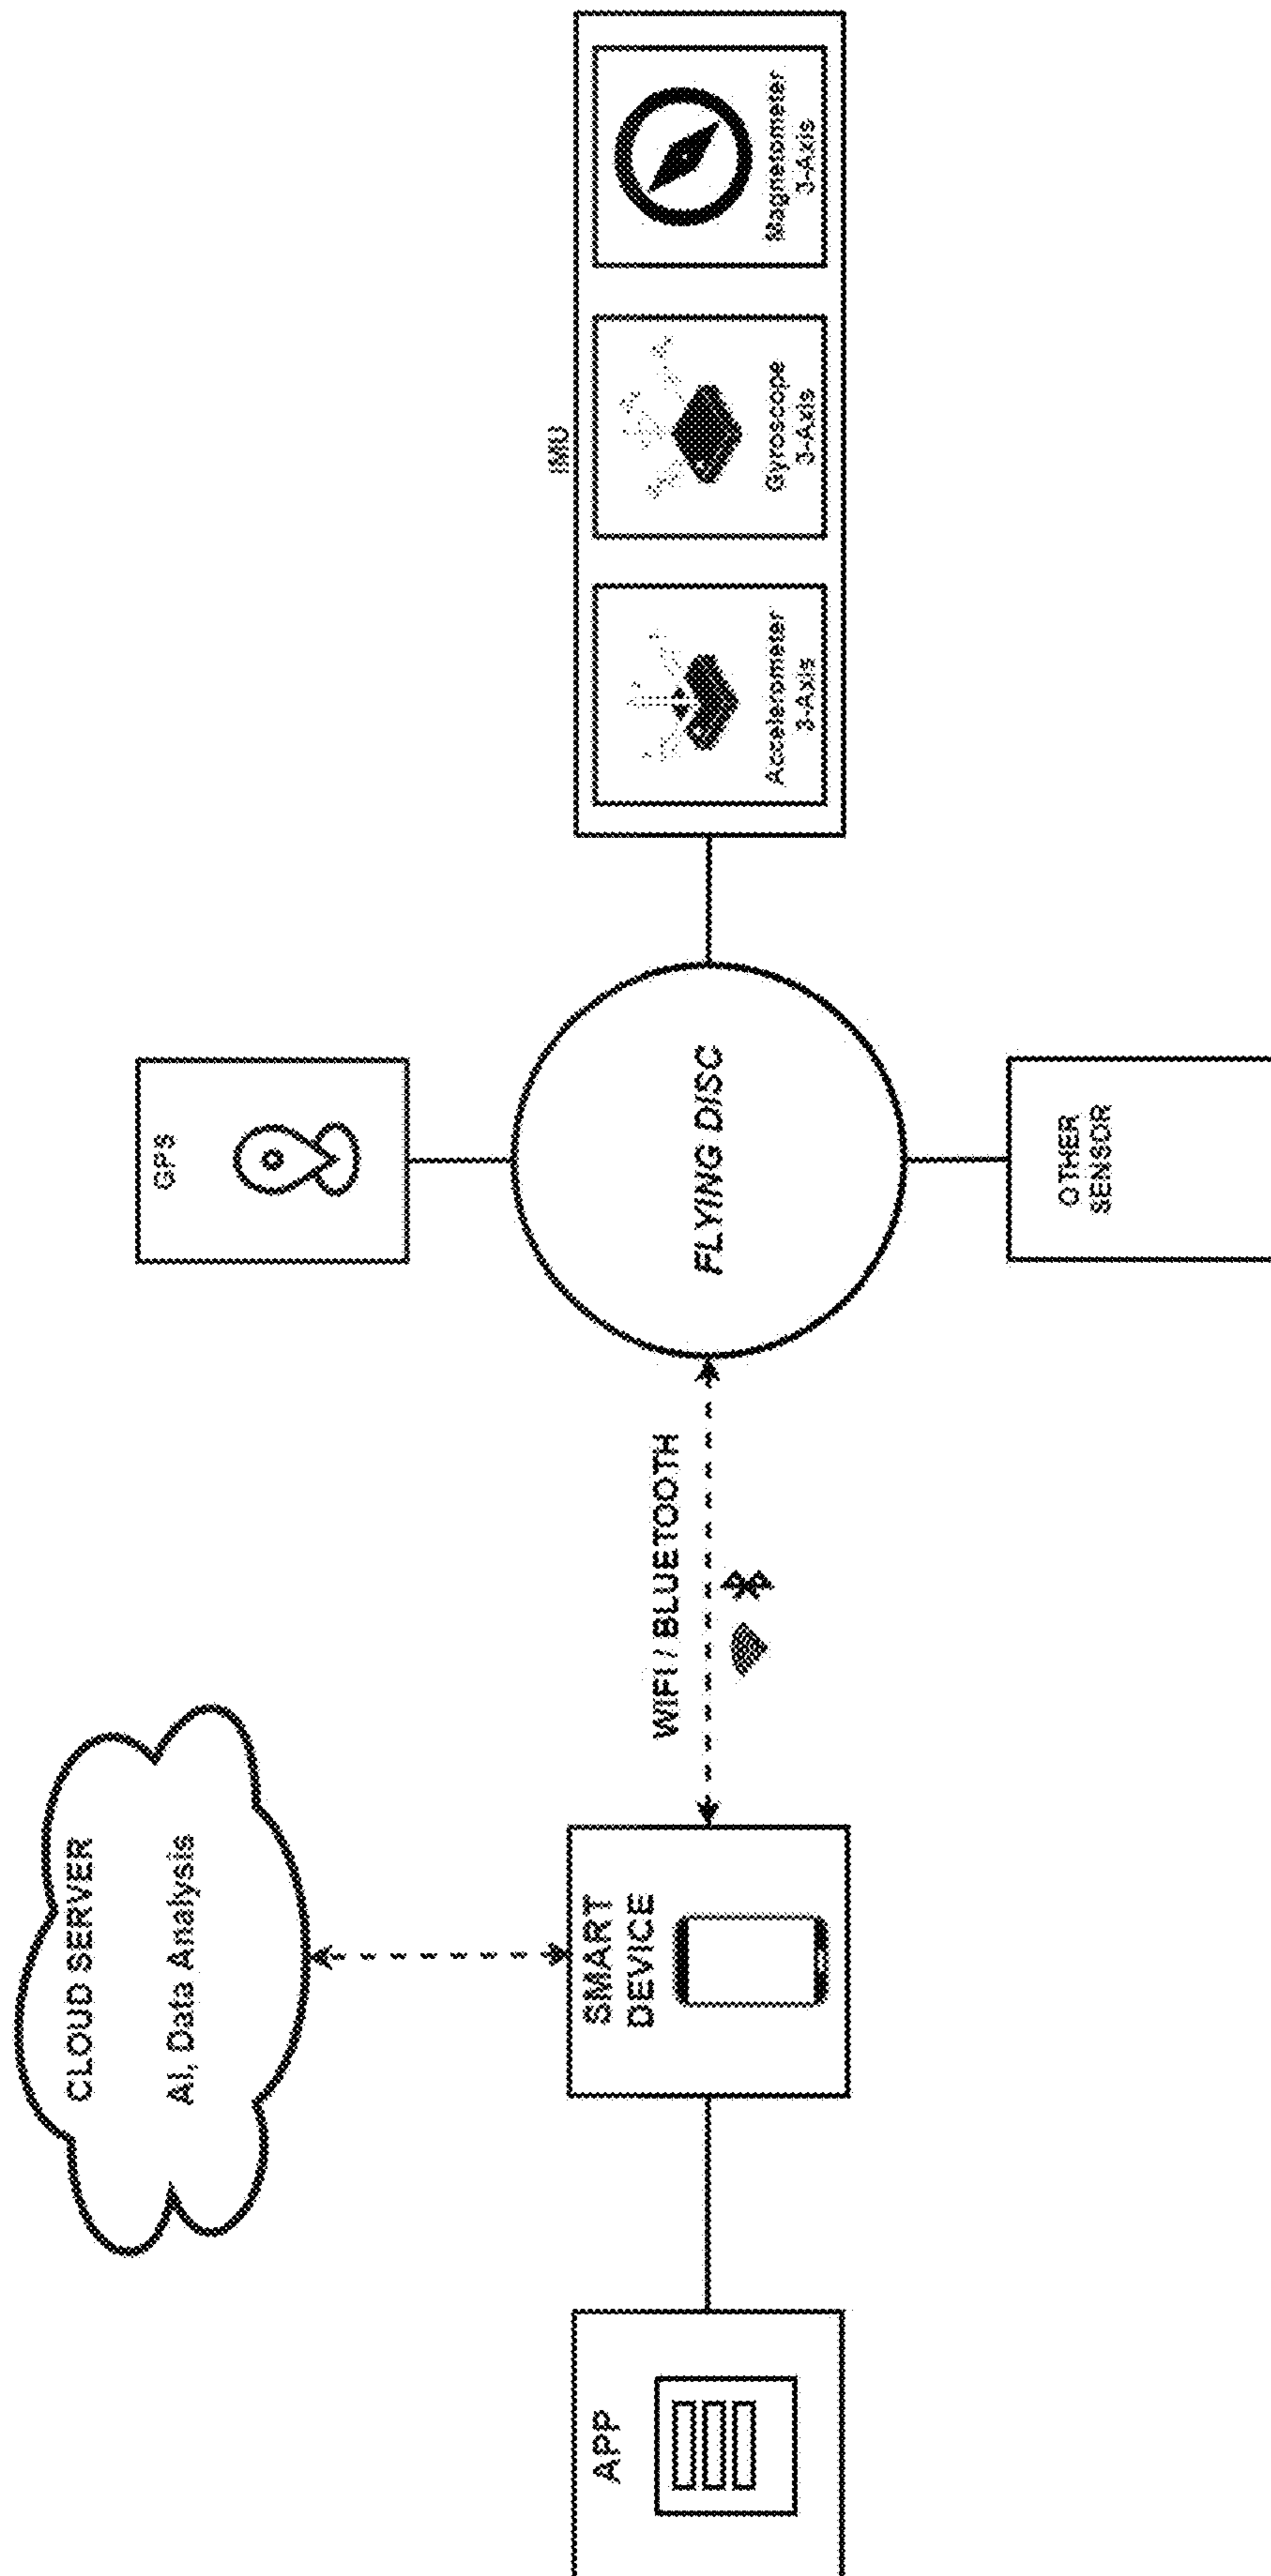 CLOUD SERVER
AI, Data Analysis
APP
SMART
DEVICE
WIFI / BLUETOOTH
GPS
FLYING DISC
OTHER
SENSOR
IMU
Accelerometer
3-Axis
Gyroscope
3-Axis
Magnetometer
3-Axis